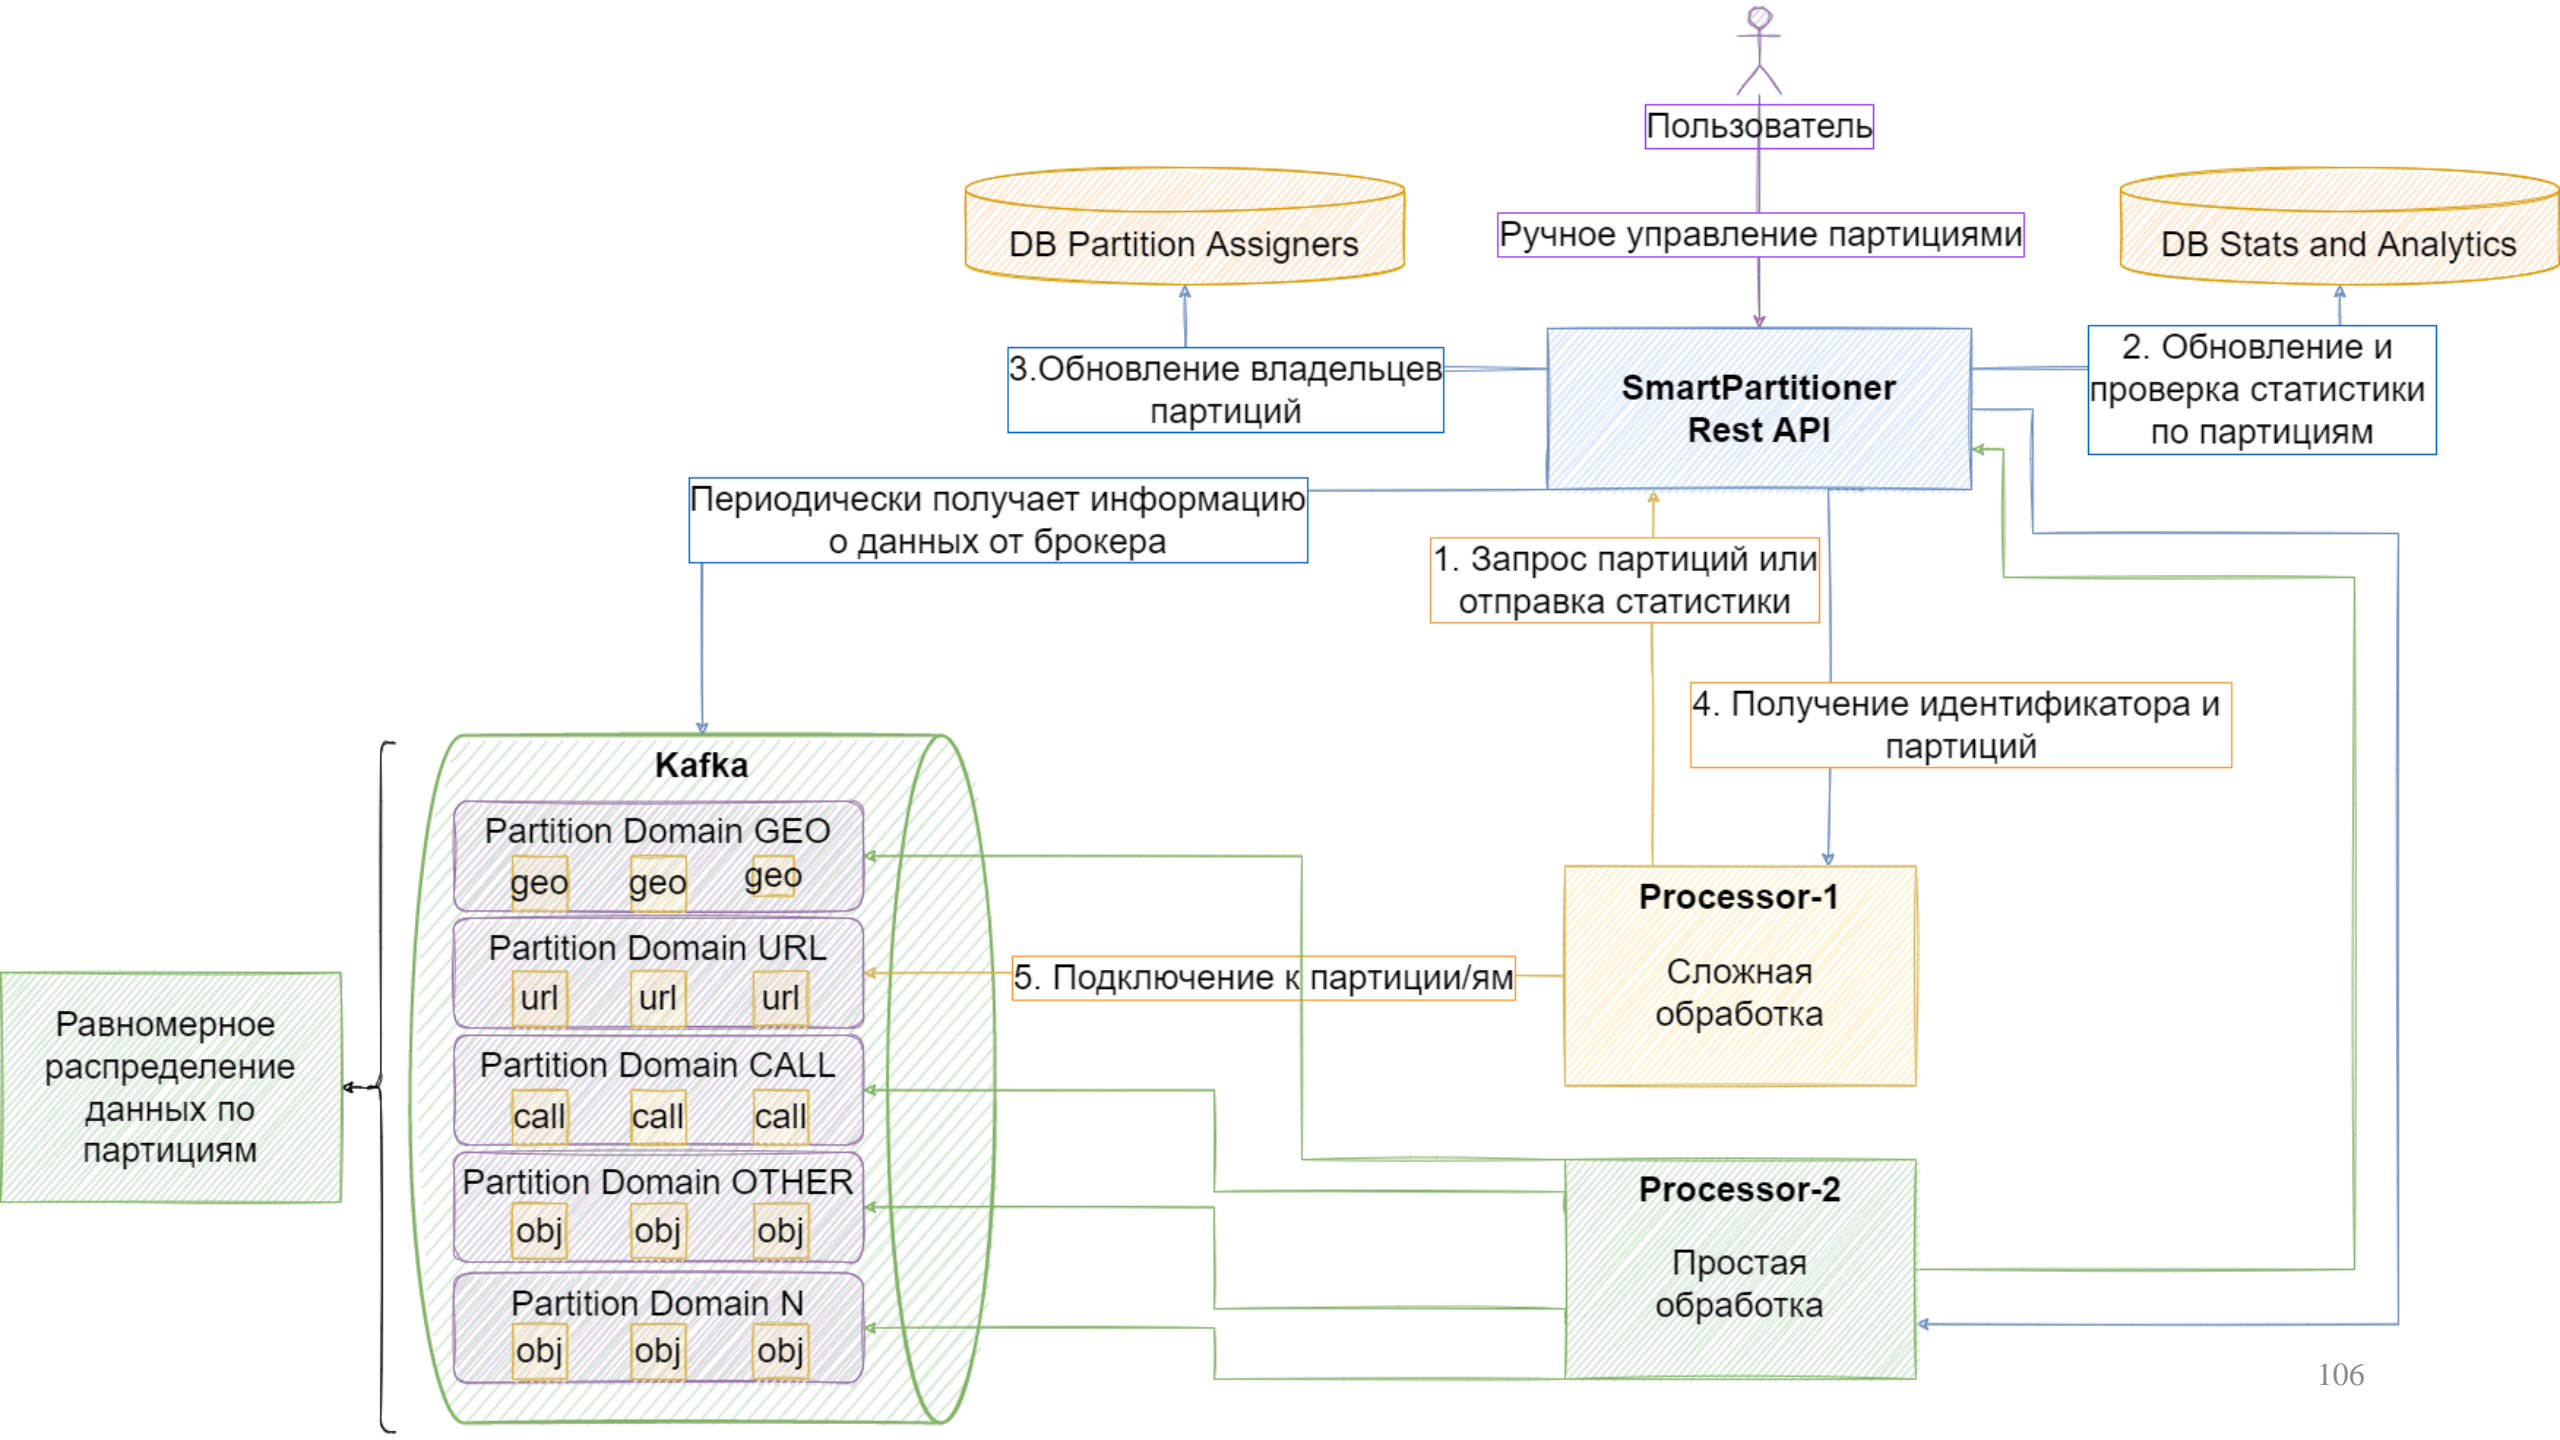 Пользователь
Ручное управление партициями
DB Partition Assigners
DB Stats and Analytics
3.Обновление владельцев
партиций
SmartPartitioner
Rest API
2. Обновление и
проверка статистики
по партициям
Периодически получает информацию
о данных от брокера
1. Запрос партиций или
отправка статистики
4. Получение идентификатора и
партиций
Kafka
Partition Domain GEO
geo geo geo
Partition Domain URL
url url url
Partition Domain CALL
call call call
Partition Domain OTHER
obj obj obj
Partition Domain N
obj obj obj
Равномерное
распределение
данных по
партициям
5. Подключение к партиции/ям
Processor-1
Сложная
обработка
Processor-2
Простая
обработка
106